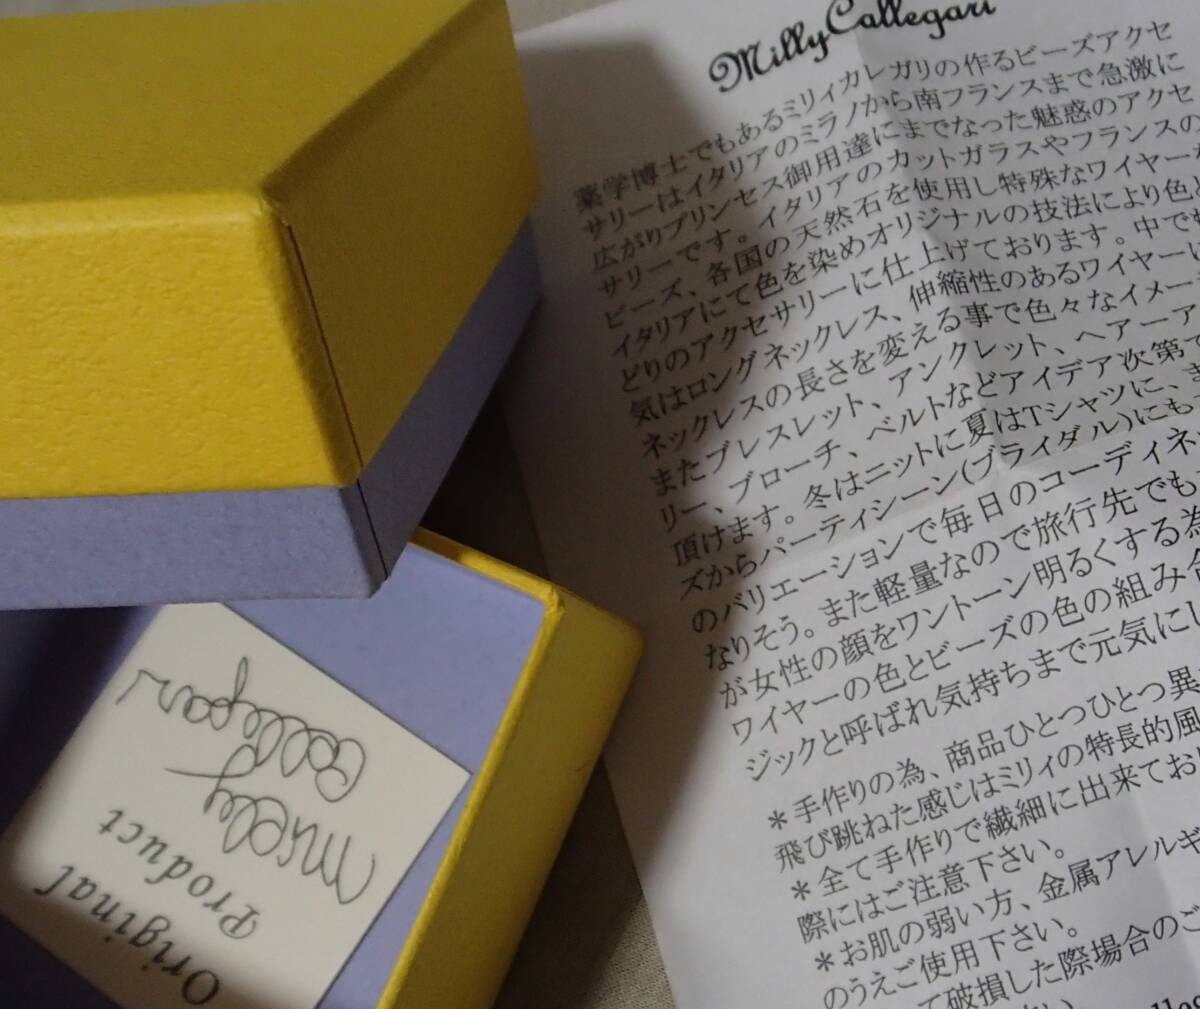 Milly Callegari
薬学博士でもあるミリィカレガリの作るビーズアクセ
サリーはイタリアのミラノから南フランスまで急激に
広がりプリンセス御用達にまでなった魅惑のアクセ
サリーです。イタリアのカットガラスやフランスの
ビーズ、各国の天然石を使用し特殊なワイヤーを
イタリアにて色を染めオリジナルの技法により色と
どりのアクセサリーに仕上げております。中でも
気はロングネックレス、伸縮性のあるワイヤーは
ネックレスの長さを変える事で色々なイメー
またブレスレット、アンクレット、ヘアーア
リー、ブローチ、ベルトなどアイデア次第で
頂けます。冬はニットに夏はTシャツに、ま
ズからパーティシーン(ブライダル)にも
のバリエーションで毎日のコーディネ
なりそう。また軽量なので旅行先でも
が女性の顔をワントーン明るくする為
ワイヤーの色とビーズの色の組み合
ジックと呼ばれ気持ちまで元気にし
＊手作りの為、商品ひとつひとつ異
飛び跳ねた感じはミリィの特長的風
＊全て手作りで繊細に出来てお
際にはご注意下さい。
＊お肌の弱い方、金属アレルギ
のうえご使用下さい。
て破損した際場合のご
Original
Product
Milly
Callegari